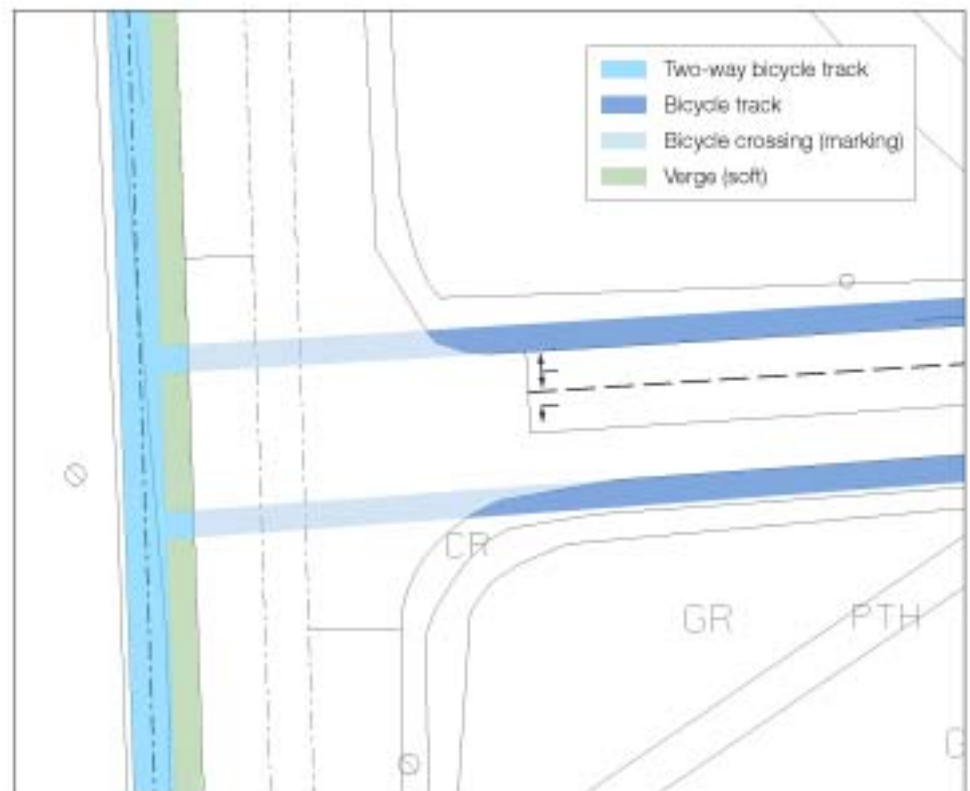 Two-way bicycle track
Bicycle track
Bicycle crossing (marking)
Verge (soft)
CR
GR
PTH